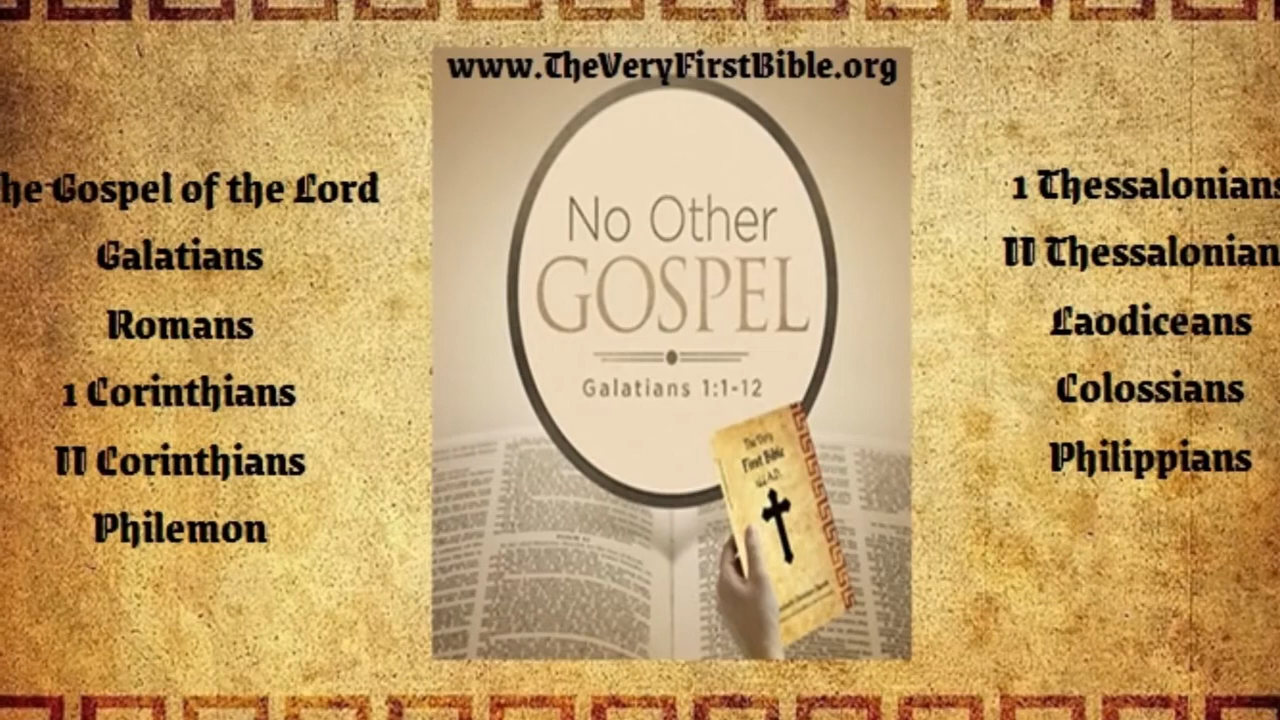 www.TheVeryFirstBible.org
he Gospel of the Lord
Galatians
Romans
1 Corinthians
II Corinthians
Philemon
No Other
GOSPEL
Galatians 1:1-12
The Very
First Bible
144 A.D.
1 Thessalonians
II Thessalonian
Laodiceans
Colossians
Philippians